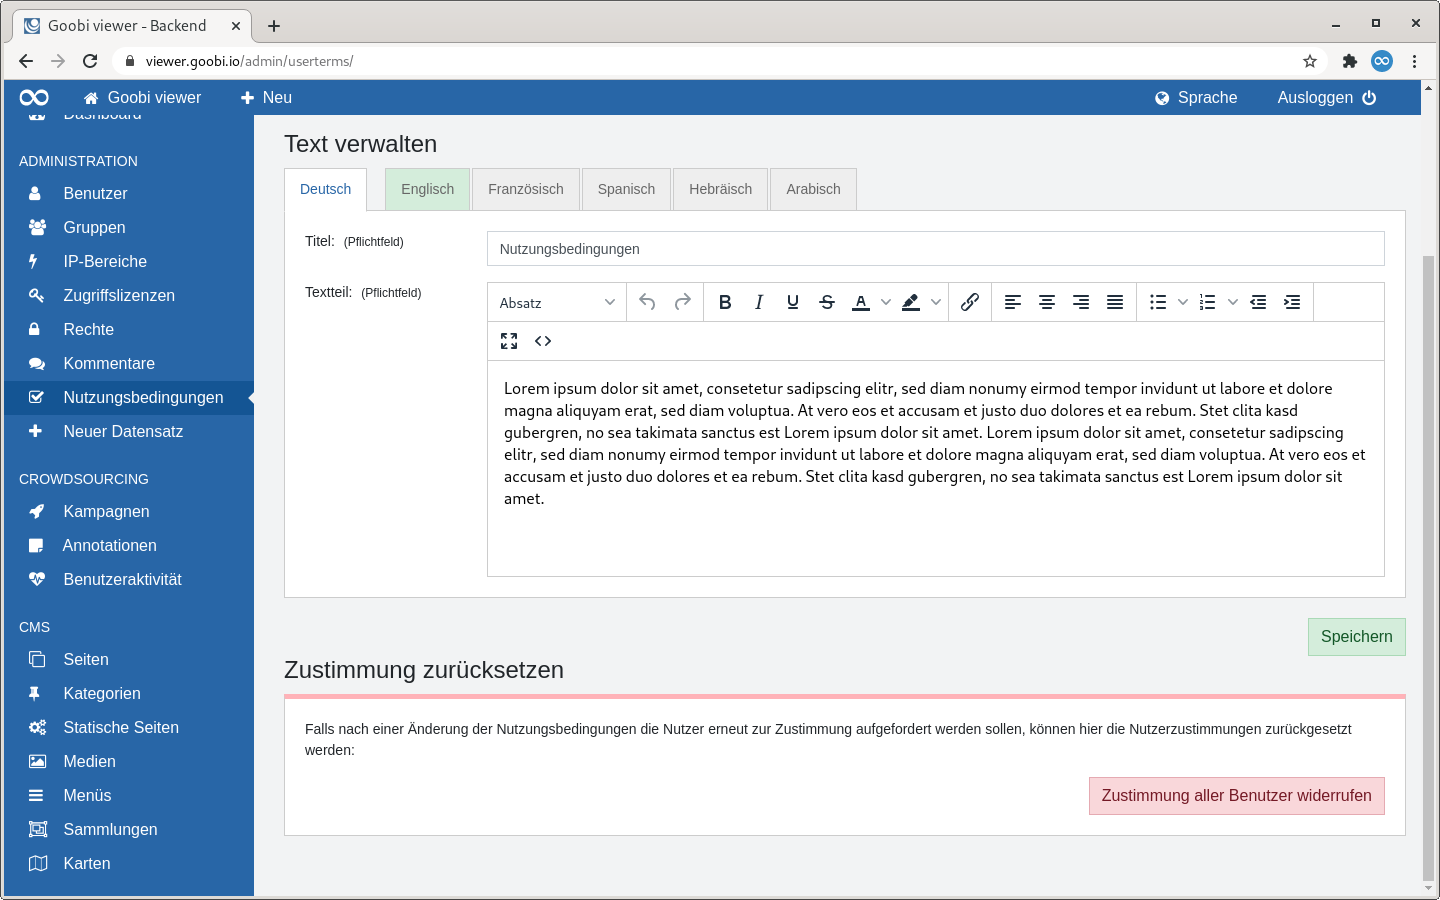 Goobi viewer - Backend
viewer.goobi.io/admin/userterms/
Goobi viewer
Neu
Sprache
Ausloggen
Dashboard
ADMINISTRATION
Benutzer
Gruppen
IP-Bereiche
Zugriffslizenzen
Rechte
Kommentare
Nutzungsbedingungen
Neuer Datensatz
CROWDSOURCING
Kampagnen
Annotationen
Benutzeraktivität
CMS
Seiten
Kategorien
Statische Seiten
Medien
Menüs
Sammlungen
Karten
Text verwalten
Deutsch
Englisch
Französisch
Spanisch
Hebräisch
Arabisch
Titel: (Pflichtfeld)
Nutzungsbedingungen
Textteil: (Pflichtfeld)
Absatz
Lorem ipsum dolor sit amet, consetetur sadipscing elitr, sed diam nonumy eirmod tempor invidunt ut labore et dolore
magna aliquyam erat, sed diam voluptua. At vero eos et accusam et justo duo dolores et ea rebum. Stet clita kasd
gubergren, no sea takimata sanctus est Lorem ipsum dolor sit amet. Lorem ipsum dolor sit amet, consetetur sadipscing
elitr, sed diam nonumy eirmod tempor invidunt ut labore et dolore magna aliquyam erat, sed diam voluptua. At vero eos et
accusam et justo duo dolores et ea rebum. Stet clita kasd gubergren, no sea takimata sanctus est Lorem ipsum dolor sit
amet.
Speichern
Zustimmung zurücksetzen
Falls nach einer Änderung der Nutzungsbedingungen die Nutzer erneut zur Zustimmung aufgefordert werden sollen, können hier die Nutzerzustimmungen zurückgesetzt
werden:
Zustimmung aller Benutzer widerrufen